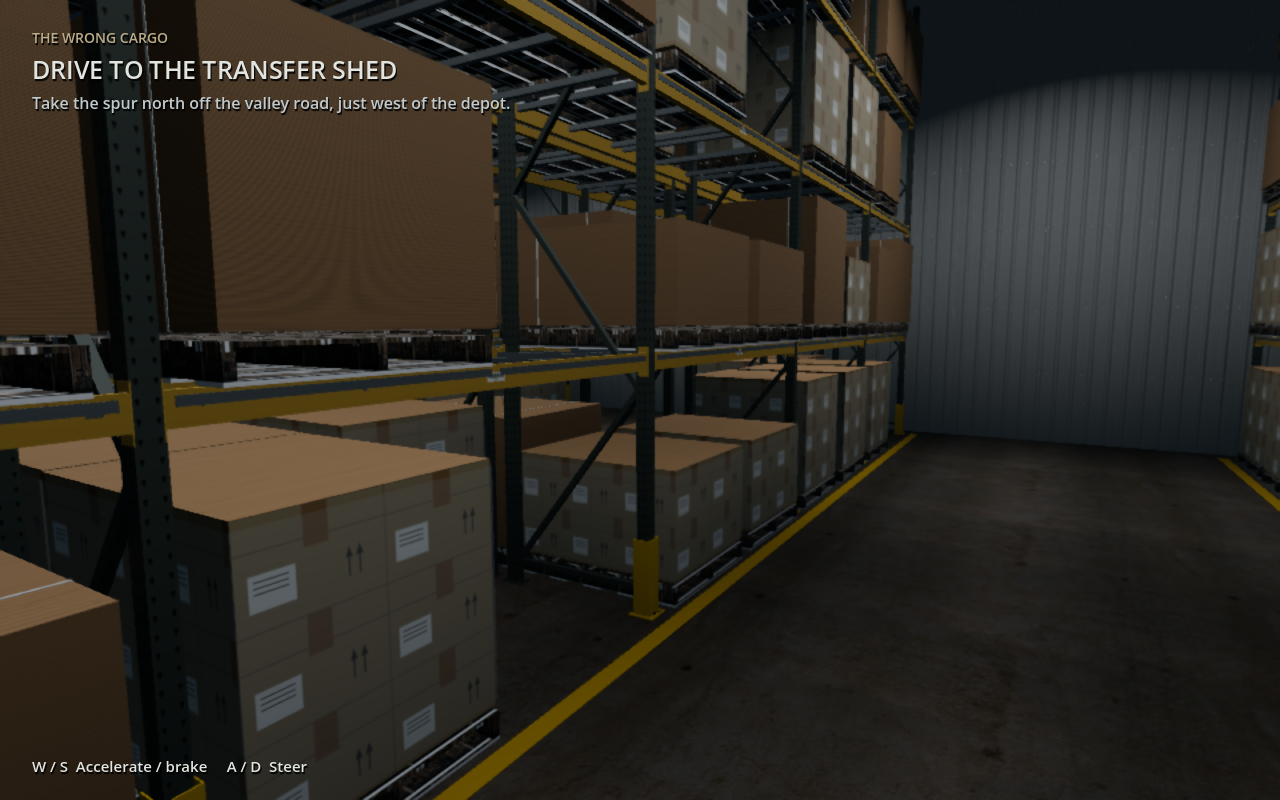 THE WRONG CARGO
DRIVE TO THE TRANSFER SHED
Take the spur north off the valley road, just west of the depot.
W / S Accelerate / brake A / D Steer